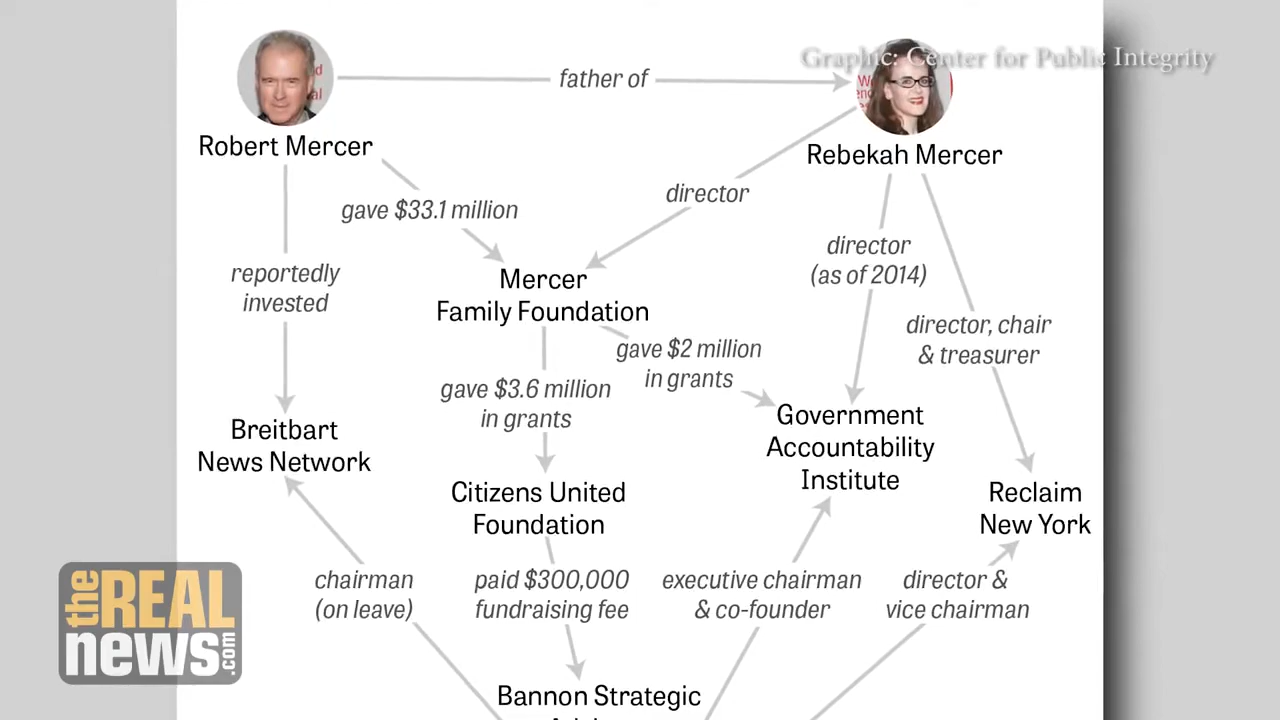 Graphic: Center for Public Integrity
father of
Robert Mercer
Rebekah Mercer
gave $33.1 million
director
reportedly
invested
director
(as of 2014)
Mercer
Family Foundation
director, chair
& treasurer
gave $2 million
in grants
gave $3.6 million
in grants
Breitbart
News Network
Government
Accountability
Institute
Citizens United
Foundation
Reclaim
New York
chairman
(on leave)
paid $300,000
fundraising fee
executive chairman
& co-founder
director &
vice chairman
the REAL
news.com
Bannon Strategic